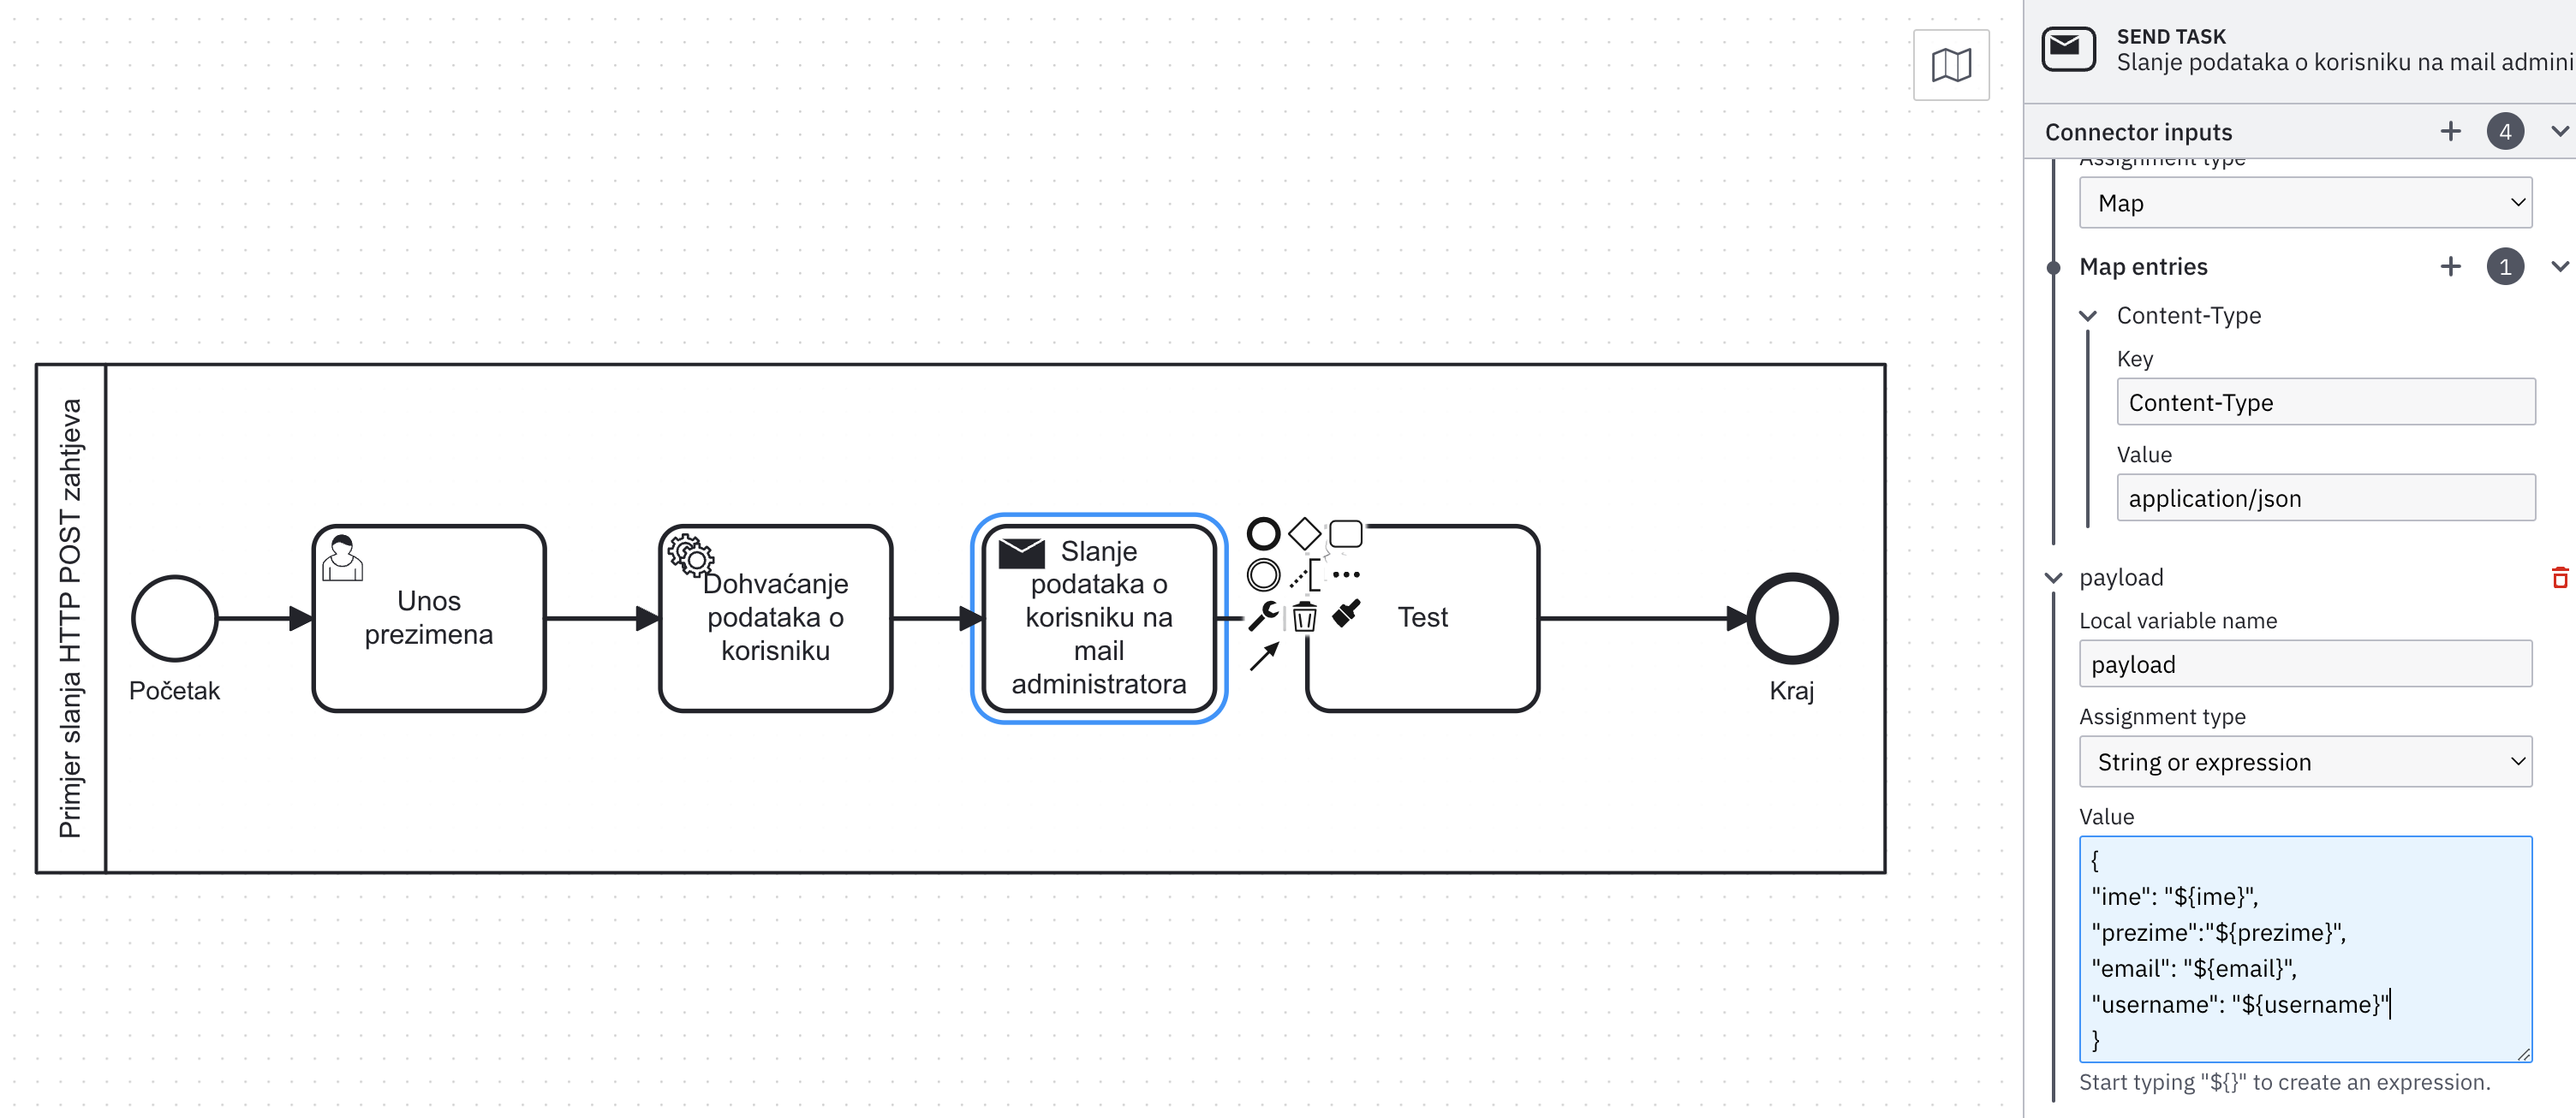 SEND TASK
Slanje podataka o korisniku na mail admini
Connector inputs
4
Assignment type
Map
Map entries
1
Content-Type
Key
Content-Type
Value
application/json
payload
Local variable name
payload
Assignment type
String or expression
Value
{
"ime": "${ime}",
"prezime":"${prezime}",
"email": "${email}",
"username": "${username}"
}
Start typing "${}" to create an expression.
Primjer slanja HTTP POST zahtjeva
Početak
Unos
prezimena
Dohvaćanje
podataka o
korisniku
Slanje
podataka o
korisniku na
mail
administratora
Test
Kraj